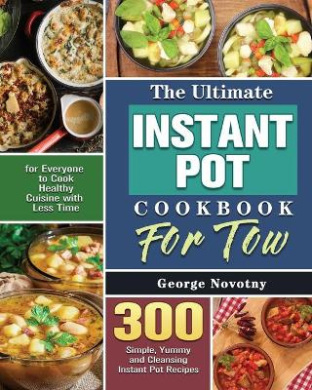 The Ultimate
INSTANT
POT
COOKBOOK
For Tow
George Novotny
for Everyone
to Cook
Healthy
Cuisine with
Less Time
300
Simple, Yummy
and Cleansing
Instant Pot Recipes